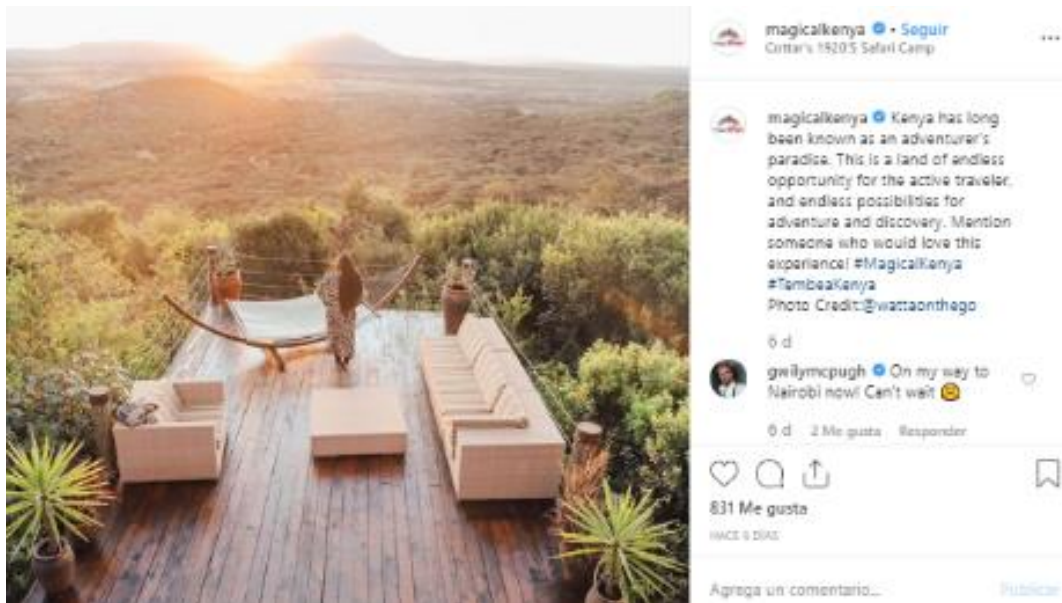 magicalkenya • Seguir
Cottar's 1920'S Safari Camp
magicalkenya Kenya has long
been known as an adventurer's
paradise. This is a land of endless
opportunity for the active traveler,
and endless possibilities for
adventure and discovery. Mention
someone who would love this
experience! #MagicalKenya
#TembeaKenya
Photo Credit:@wattaonthego
6 d
gwilymcpugh On my way to
Nairobi now! Can't wait
6 d 2 Me gusta Responder
831 Me gusta
HACE 6 DÍAS
Agrega un comentario... Publicar